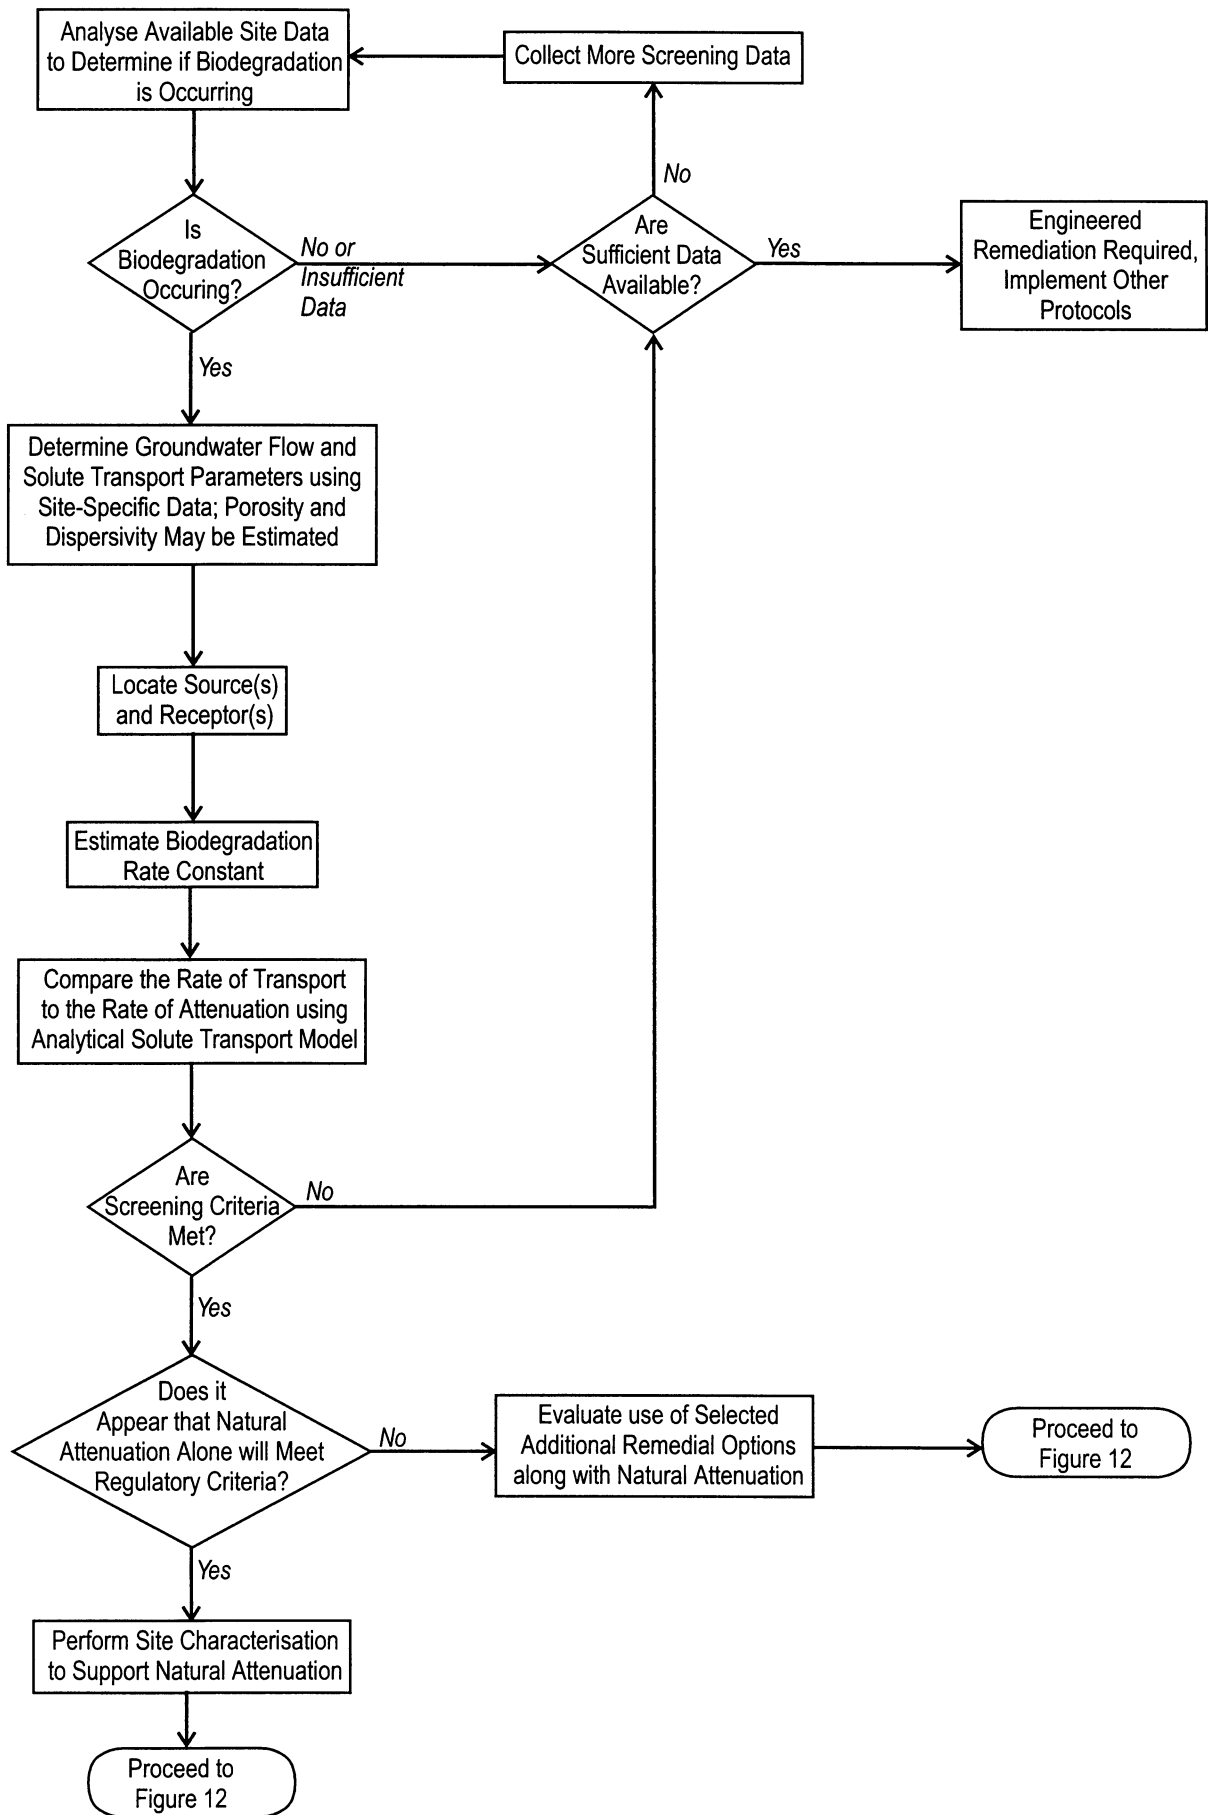 Analyse Available Site Data
to Determine if Biodegradation
is Occurring
Collect More Screening Data
No
Is
Biodegradation
Occuring?
No or
Insufficient
Data
Are
Sufficient Data
Available?
Yes
Engineered
Remediation Required,
Implement Other
Protocols
Yes
Determine Groundwater Flow and
Solute Transport Parameters using
Site-Specific Data; Porosity and
Dispersivity May be Estimated
Locate Source(s)
and Receptor(s)
Estimate Biodegradation
Rate Constant
Compare the Rate of Transport
to the Rate of Attenuation using
Analytical Solute Transport Model
Are
Screening Criteria
Met?
No
Yes
Does it
Appear that Natural
Attenuation Alone will Meet
Regulatory Criteria?
No
Evaluate use of Selected
Additional Remedial Options
along with Natural Attenuation
Proceed to
Figure 12
Yes
Perform Site Characterisation
to Support Natural Attenuation
Proceed to
Figure 12